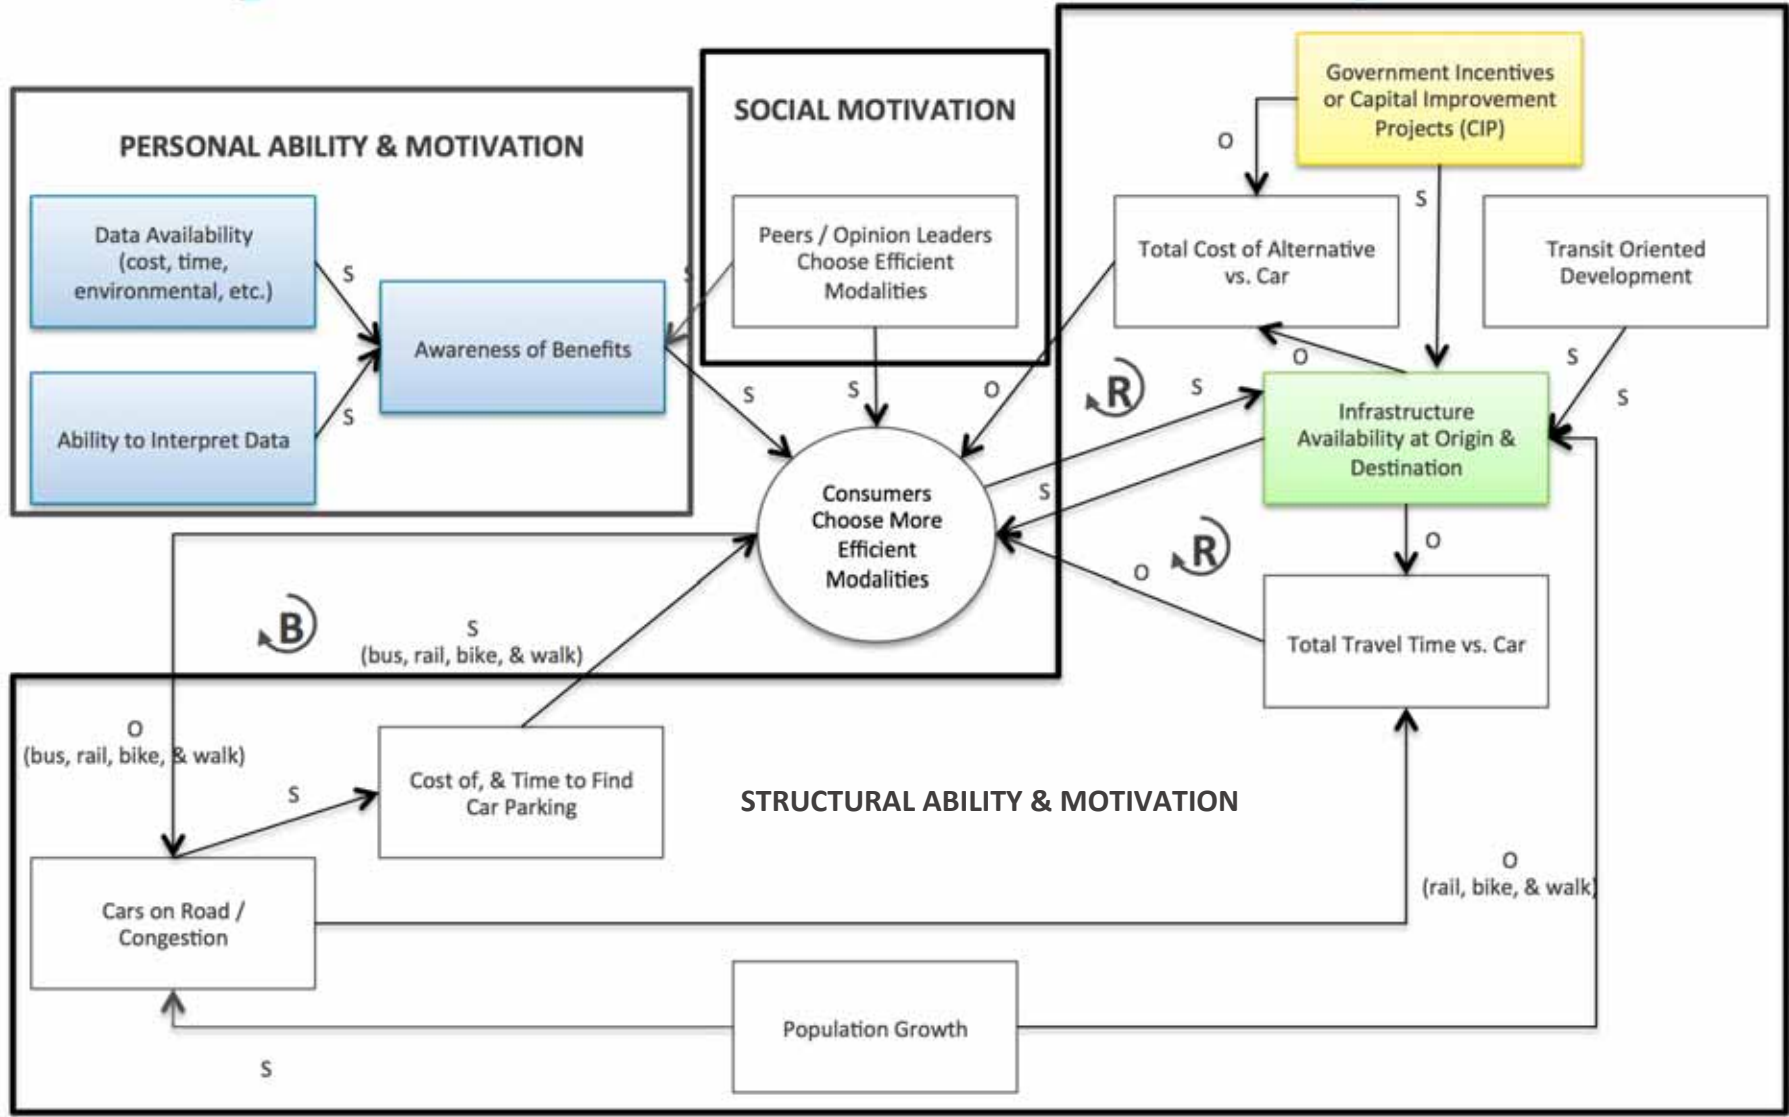 PERSONAL ABILITY & MOTIVATION
Data Availability
(cost, time,
environmental, etc.)
S
Ability to Interpret Data
S
Awareness of Benefits
S
SOCIAL MOTIVATION
Peers / Opinion Leaders
Choose Efficient
Modalities
S
S
O
Consumers
Choose More
Efficient
Modalities
Government Incentives
or Capital Improvement
Projects (CIP)
O
S
Total Cost of Alternative
vs. Car
Transit Oriented
Development
O
S
S
R
S
Infrastructure
Availability at Origin &
Destination
S
R
O
O
Total Travel Time vs. Car
B
S
(bus, rail, bike, & walk)
O
(bus, rail, bike, & walk)
S
Cost of, & Time to Find
Car Parking
STRUCTURAL ABILITY & MOTIVATION
Cars on Road /
Congestion
O
(rail, bike, & walk)
Population Growth
S